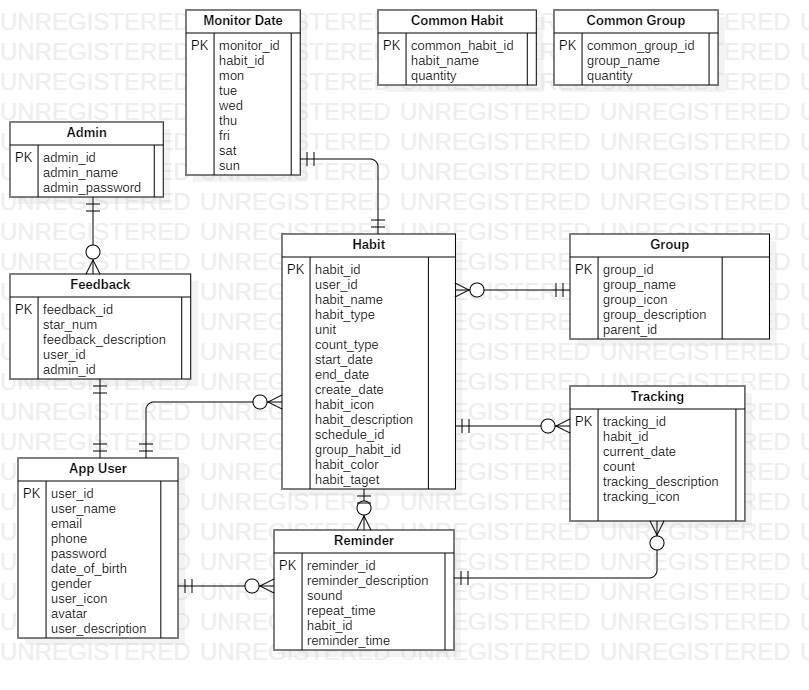 Monitor Date
PK monitor_id
habit_id
mon
tue
wed
thu
fri
sat
sun
Common Habit
PK common_habit_id
habit_name
quantity
Common Group
PK common_group_id
group_name
quantity
Admin
PK admin_id
admin_name
admin_password
Habit
PK habit_id
user_id
habit_name
habit_type
unit
count_type
start_date
end_date
create_date
habit_icon
habit_description
schedule_id
group_habit_id
habit_color
habit_taget
Group
PK group_id
group_name
group_icon
group_description
parent_id
Feedback
PK feedback_id
star_num
feedback_description
user_id
admin_id
Tracking
PK tracking_id
habit_id
current_date
count
tracking_description
tracking_icon
App User
PK user_id
user_name
email
phone
password
date_of_birth
gender
user_icon
avatar
user_description
Reminder
PK reminder_id
reminder_description
sound
repeat_time
habit_id
reminder_time
UNREGISTERED